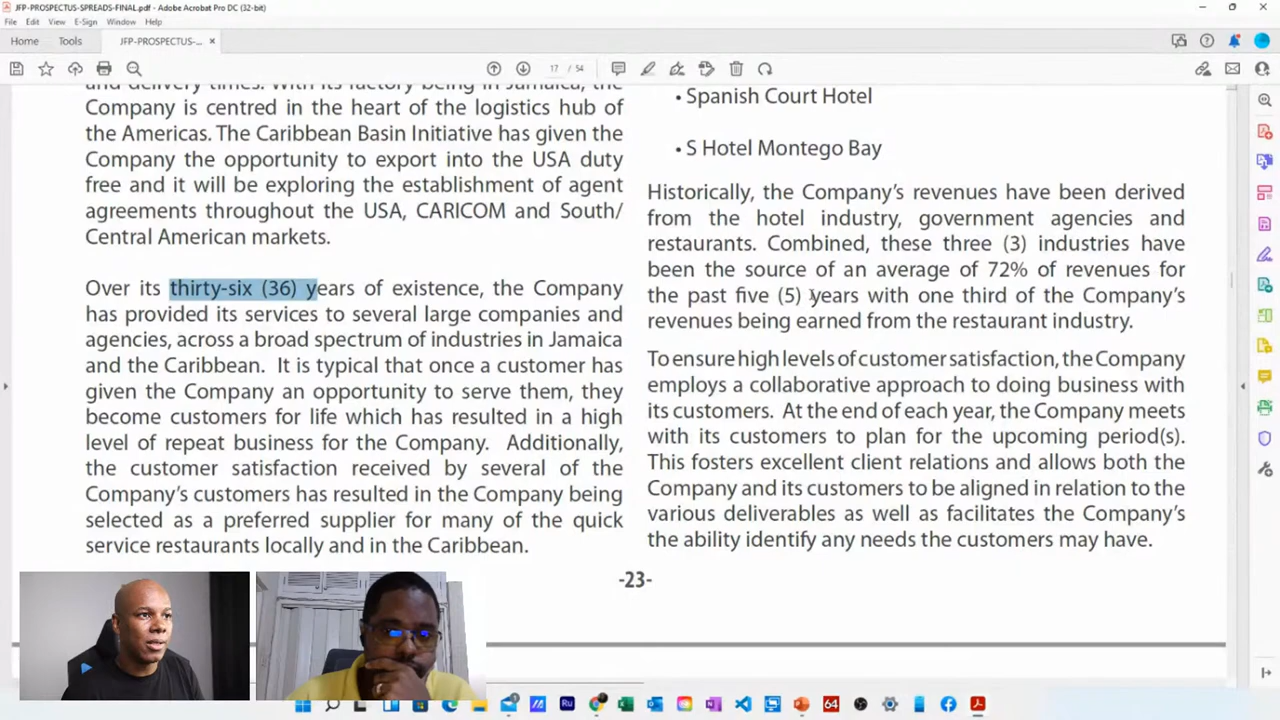 JFP-PROSPECTUS-SPREADS-FINAL.pdf - Adobe Acrobat Pro DC (32-bit)
File Edit View E-Sign Window Help
Home Tools JFP-PROSPECTUS-... ×
17 / 54
and delivery times. With its factory being in Jamaica, the
Company is centred in the heart of the logistics hub of
the Americas. The Caribbean Basin Initiative has given the
Company the opportunity to export into the USA duty
free and it will be exploring the establishment of agent
agreements throughout the USA, CARICOM and South/
Central American markets.
Over its thirty-six (36) years of existence, the Company
has provided its services to several large companies and
agencies, across a broad spectrum of industries in Jamaica
and the Caribbean. It is typical that once a customer has
given the Company an opportunity to serve them, they
become customers for life which has resulted in a high
level of repeat business for the Company. Additionally,
the customer satisfaction received by several of the
Company's customers has resulted in the Company being
selected as a preferred supplier for many of the quick
service restaurants locally and in the Caribbean.
• Spanish Court Hotel
• S Hotel Montego Bay
Historically, the Company's revenues have been derived
from the hotel industry, government agencies and
restaurants. Combined, these three (3) industries have
been the source of an average of 72% of revenues for
the past five (5) years with one third of the Company's
revenues being earned from the restaurant industry.
To ensure high levels of customer satisfaction, the Company
employs a collaborative approach to doing business with
its customers. At the end of each year, the Company meets
with its customers to plan for the upcoming period(s).
This fosters excellent client relations and allows both the
Company and its customers to be aligned in relation to the
various deliverables as well as facilitates the Company's
the ability identify any needs the customers may have.
-23-
Ru
64